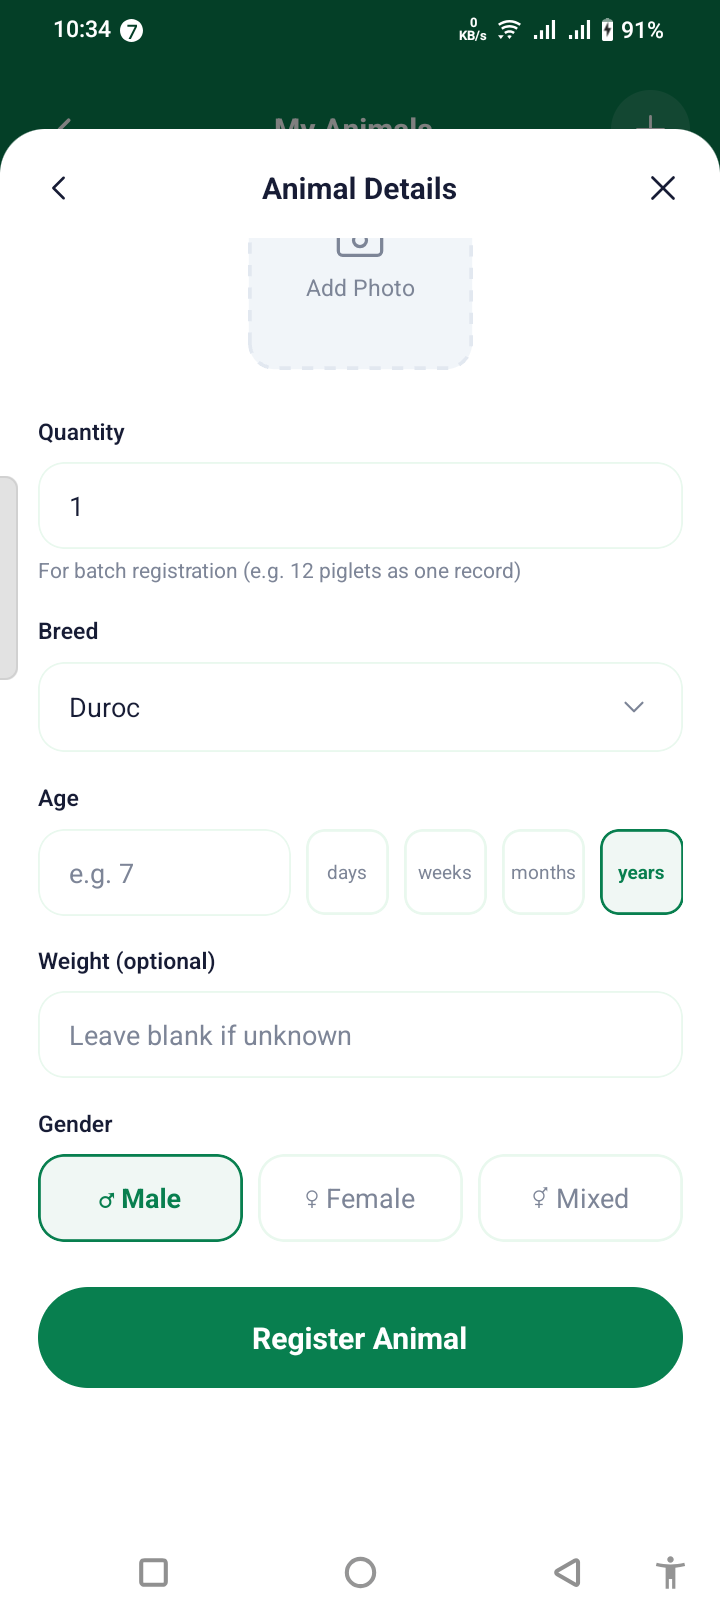 10:34 7 0 KB/s 91%
My Animals
Animal Details
Add Photo
Quantity
1
For batch registration (e.g. 12 piglets as one record)
Breed
Duroc
Age
e.g. 7 days weeks months years
Weight (optional)
Leave blank if unknown
Gender
♂ Male ♀ Female ⚥ Mixed
Register Animal